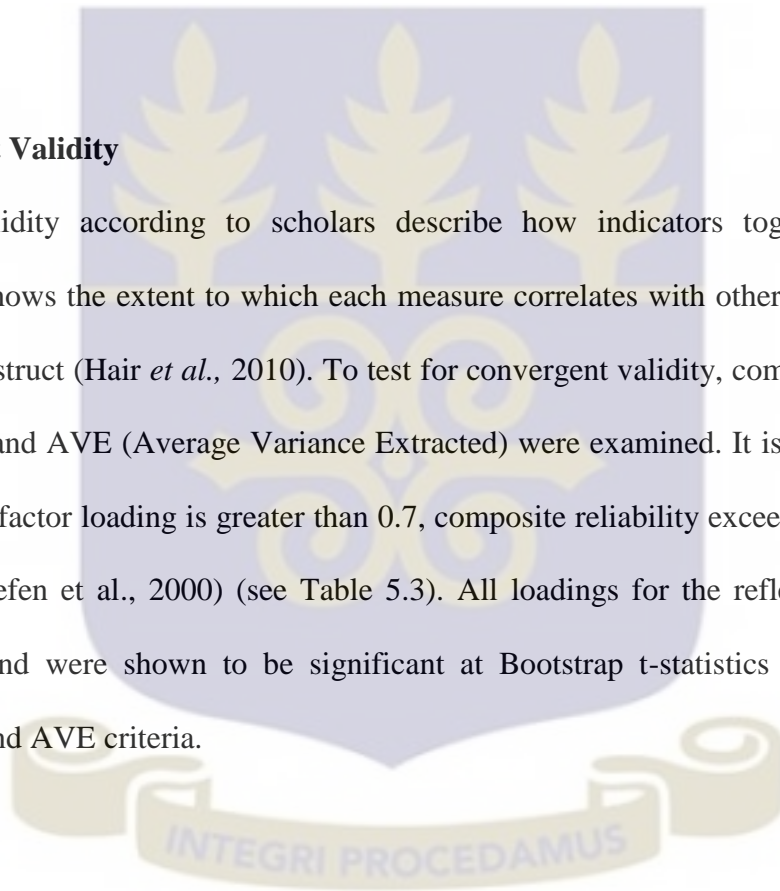 Validity
idity according to scholars describe how indicators tog
hows the extent to which each measure correlates with other
struct (Hair et al., 2010). To test for convergent validity, com
and AVE (Average Variance Extracted) were examined. It is
factor loading is greater than 0.7, composite reliability excee
efen et al., 2000) (see Table 5.3). All loadings for the refl
nd were shown to be significant at Bootstrap t-statistics
nd AVE criteria.
INTEGRI PROCEDAMUS